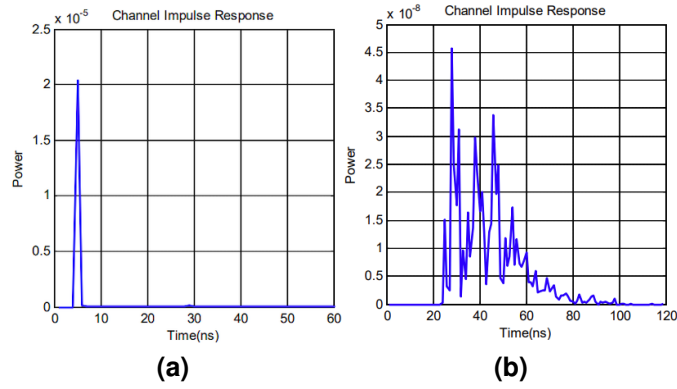 2.5 x 10⁻⁵ Channel Impulse Response
2
1.5
1
0.5
0
Power
0 10 20 30 40 50 60
Time(ns)
(a)
5 x 10⁻⁸ Channel Impulse Response
4.5
4
3.5
3
2.5
2
1.5
1
0.5
0
Power
0 20 40 60 80 100 120
Time(ns)
(b)